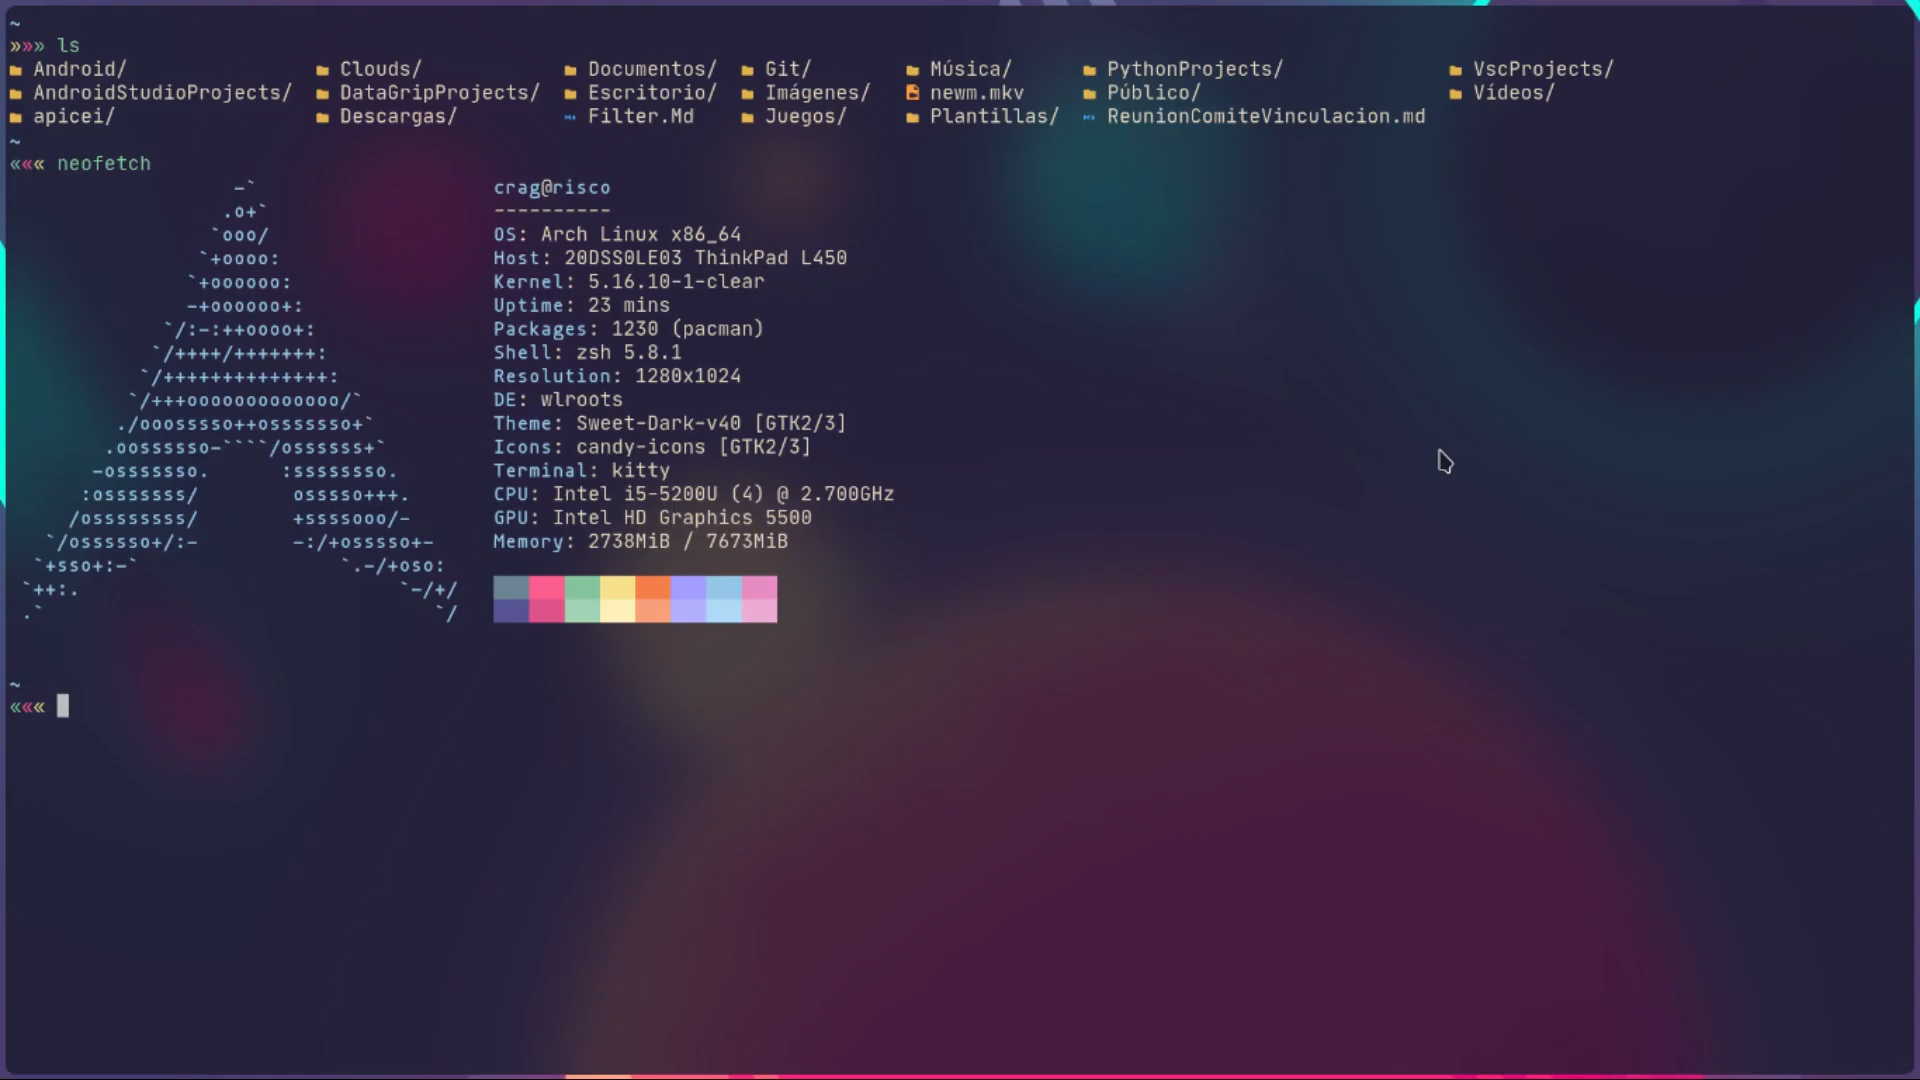 ~
»»» ls
Android/ Clouds/ Documentos/ Git/ Música/ PythonProjects/ VscProjects/
AndroidStudioProjects/ DataGripProjects/ Escritorio/ Imágenes/ newm.mkv Público/ Vídeos/
apicei/ Descargas/ Filter.Md Juegos/ Plantillas/ ReunionComiteVinculacion.md
~
«»« neofetch
-` crag@risco
.o+` ----------
`ooo/ OS: Arch Linux x86_64
`+oooo: Host: 20DSS0LE03 ThinkPad L450
`+oooooo: Kernel: 5.16.10-1-clear
-+oooooo+: Uptime: 23 mins
`/:-:++oooo+: Packages: 1230 (pacman)
`/++++/+++++++: Shell: zsh 5.8.1
`/++++++++++++++: Resolution: 1280x1024
`/+++ooooooooooooo/` DE: wlroots
./ooosssso++osssssso+` Theme: Sweet-Dark-v40 [GTK2/3]
.oossssso-````/ossssss+` Icons: candy-icons [GTK2/3]
-osssssso. :ssssssso. Terminal: kitty
:osssssss/ osssso+++. CPU: Intel i5-5200U (4) @ 2.700GHz
/ossssssss/ +ssssooo/- GPU: Intel HD Graphics 5500
`/ossssso+/:- -:/+osssso+- Memory: 2738MiB / 7673MiB
`+sso+:-` `.-/+oso:
`++:. `-/+/
.` `/
~
«««